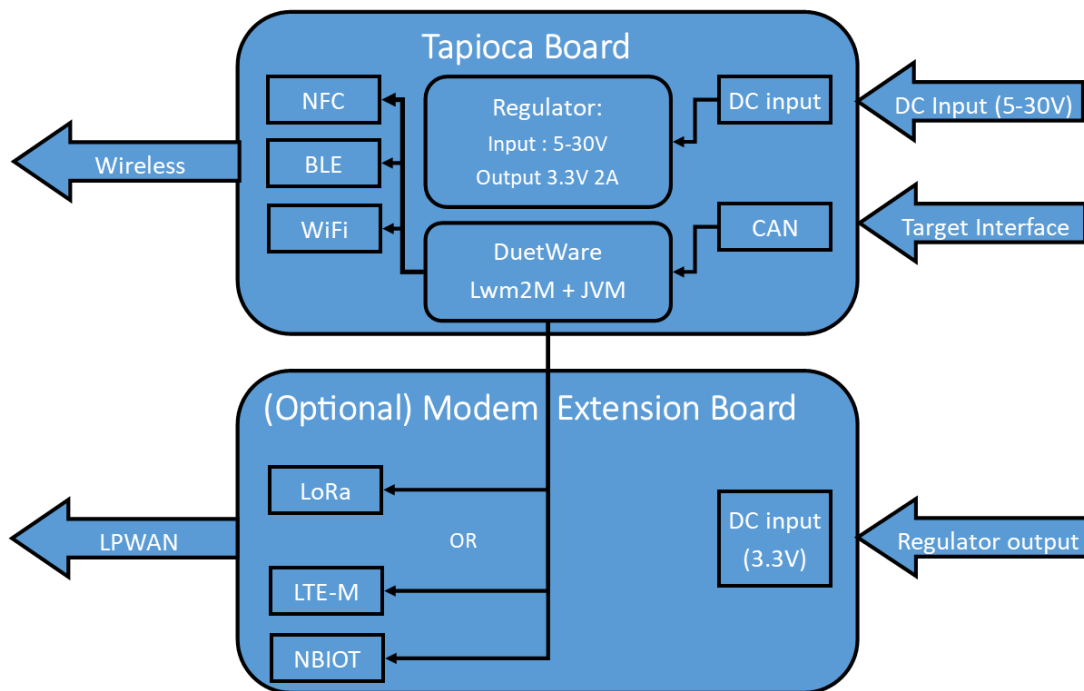 Tapioca Board
NFC
BLE
WiFi
Regulator:
Input : 5-30V
Output 3.3V 2A
DuetWare
Lwm2M + JVM
DC input
CAN
DC Input (5-30V)
Target Interface
Wireless
(Optional) Modem Extension Board
LoRa
OR
LTE-M
NBIOT
DC input
(3.3V)
Regulator output
LPWAN